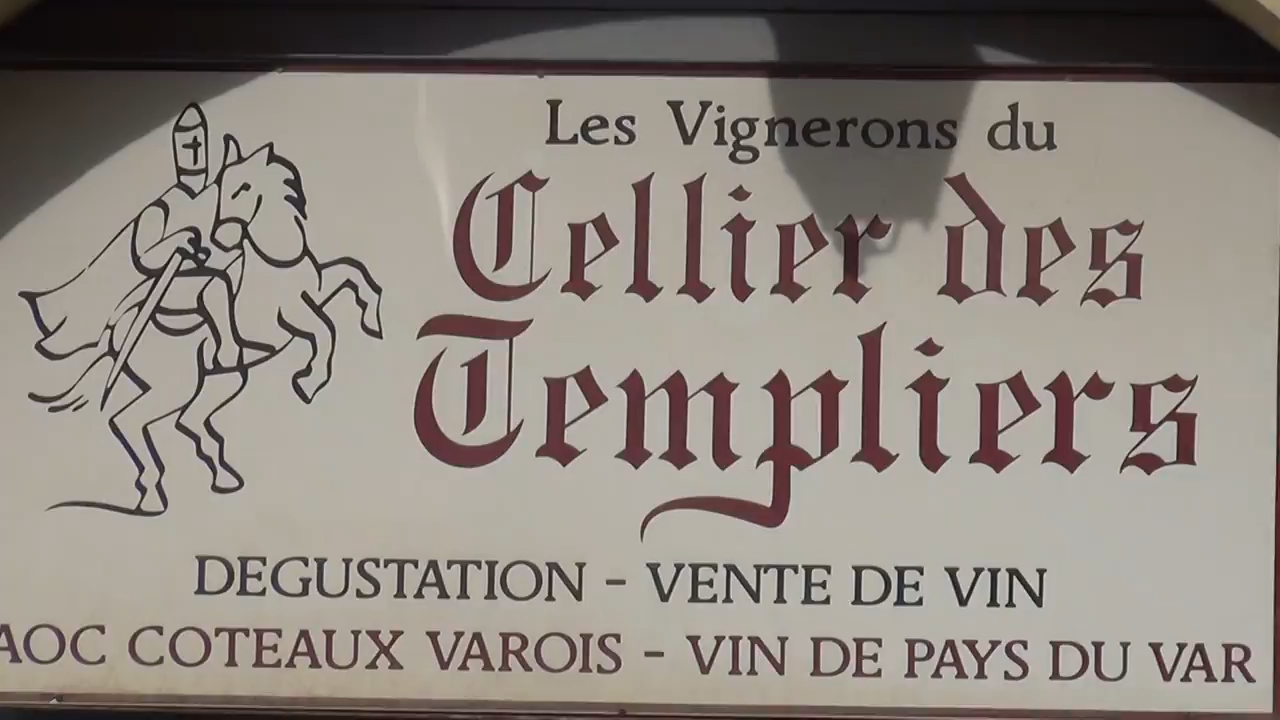 Les Vignerons du
Cellier des
Templiers
DEGUSTATION - VENTE DE VIN
AOC COTEAUX VAROIS - VIN DE PAYS DU VAR